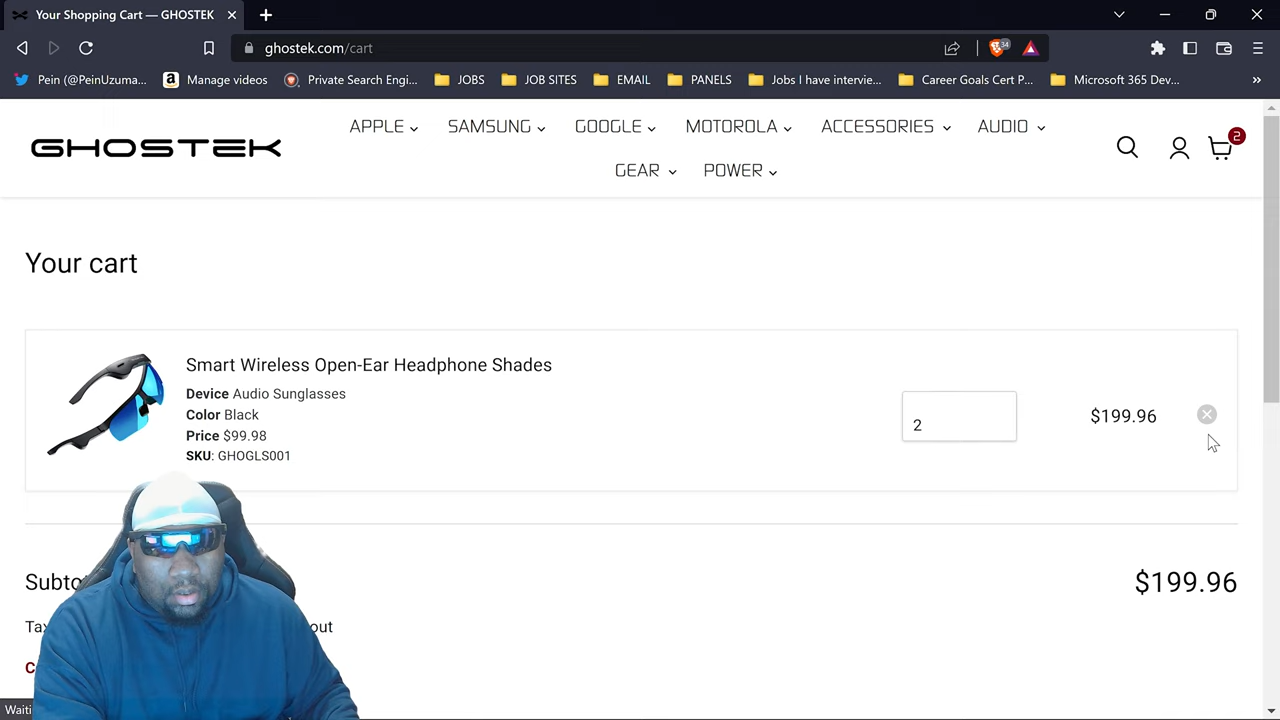 Your Shopping Cart — GHOSTEK
ghostek.com/cart
34
Pein (@PeinUzuma...
Manage videos
Private Search Engi...
JOBS
JOB SITES
EMAIL
PANELS
Jobs I have intervie...
Career Goals Cert P...
Microsoft 365 Dev...
GHOSTEK
APPLE
SAMSUNG
GOOGLE
MOTOROLA
ACCESSORIES
AUDIO
GEAR
POWER
2
Your cart
Smart Wireless Open-Ear Headphone Shades
Device Audio Sunglasses
Color Black
Price $99.98
SKU: GHOGLS001
2
$199.96
$199.96